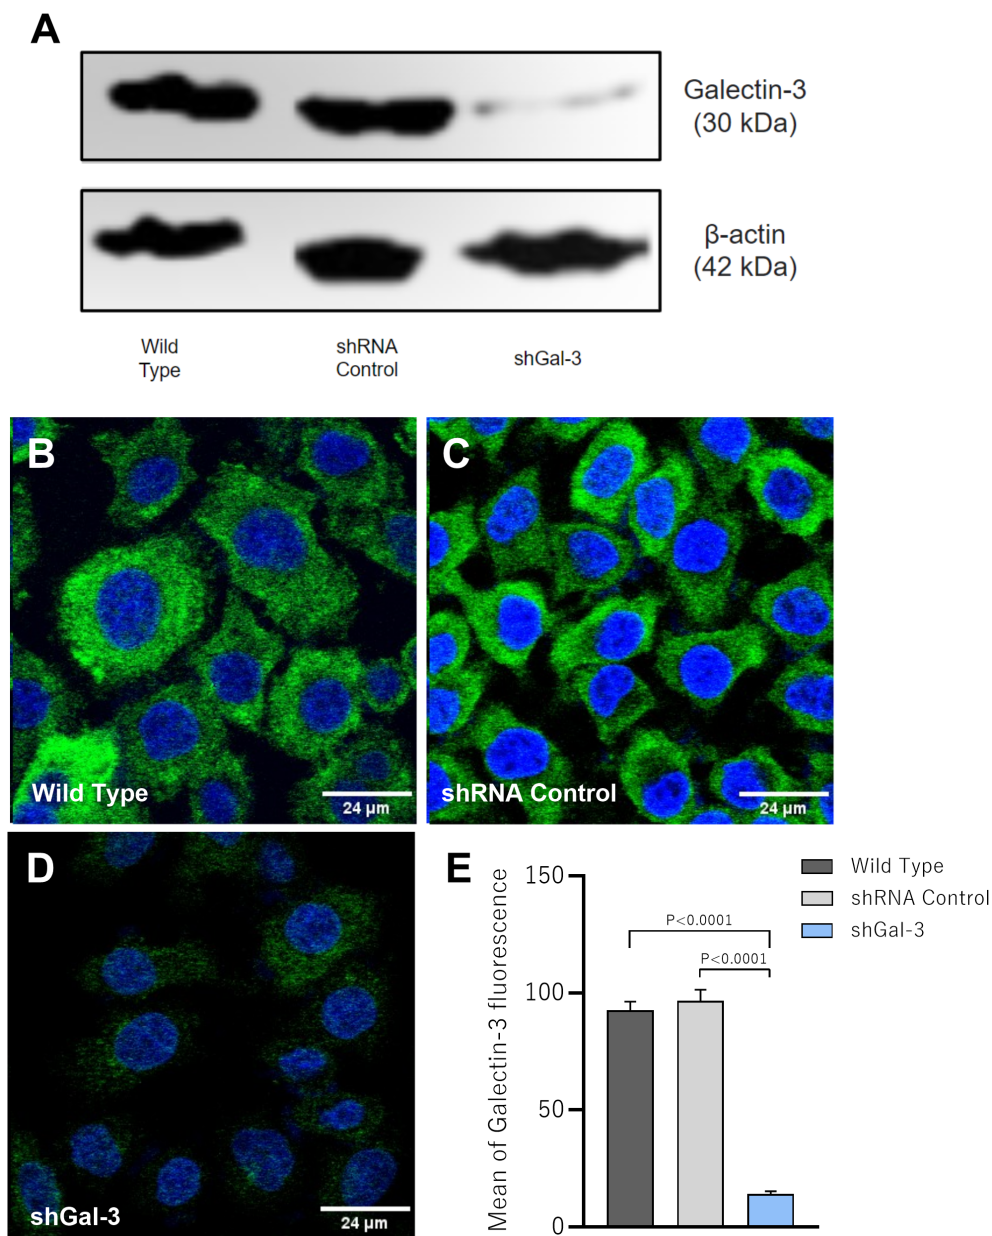 A
Galectin-3
(30 kDa)
β-actin
(42 kDa)
Wild
Type
shRNA
Control
shGal-3
B
Wild Type
24 µm
C
shRNA Control
24 µm
D
shGal-3
24 µm
E
Mean of Galectin-3 fluorescence
150
100
50
0
P<0.0001
P<0.0001
Wild Type
shRNA Control
shGal-3